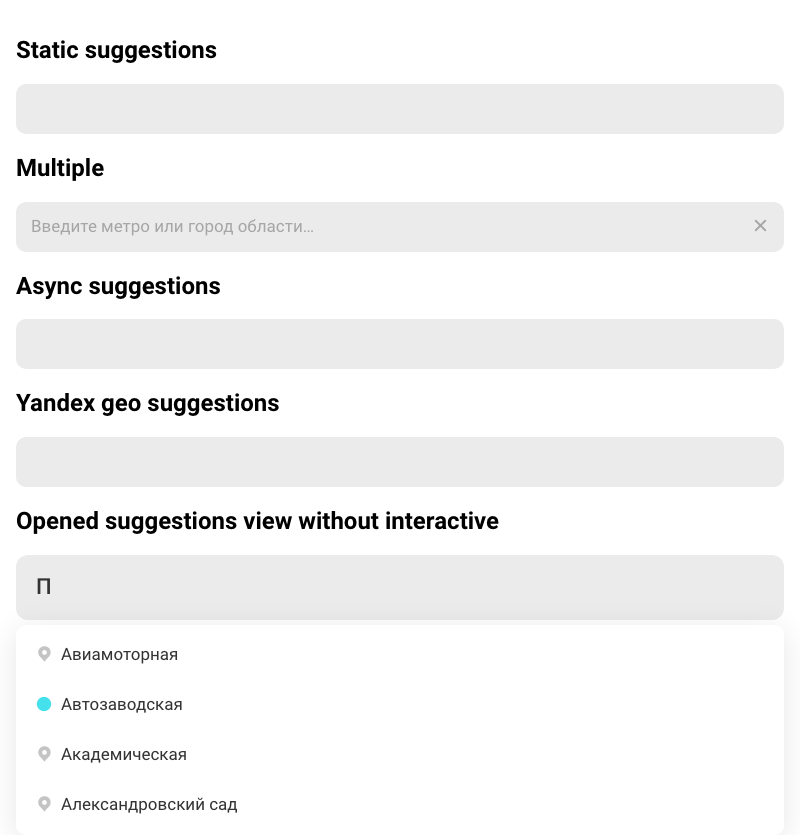 Static suggestions
Multiple
Введите метро или город области...
Async suggestions
Yandex geo suggestions
Opened suggestions view without interactive
П
Авиамоторная
Автозаводская
Академическая
Александровский сад